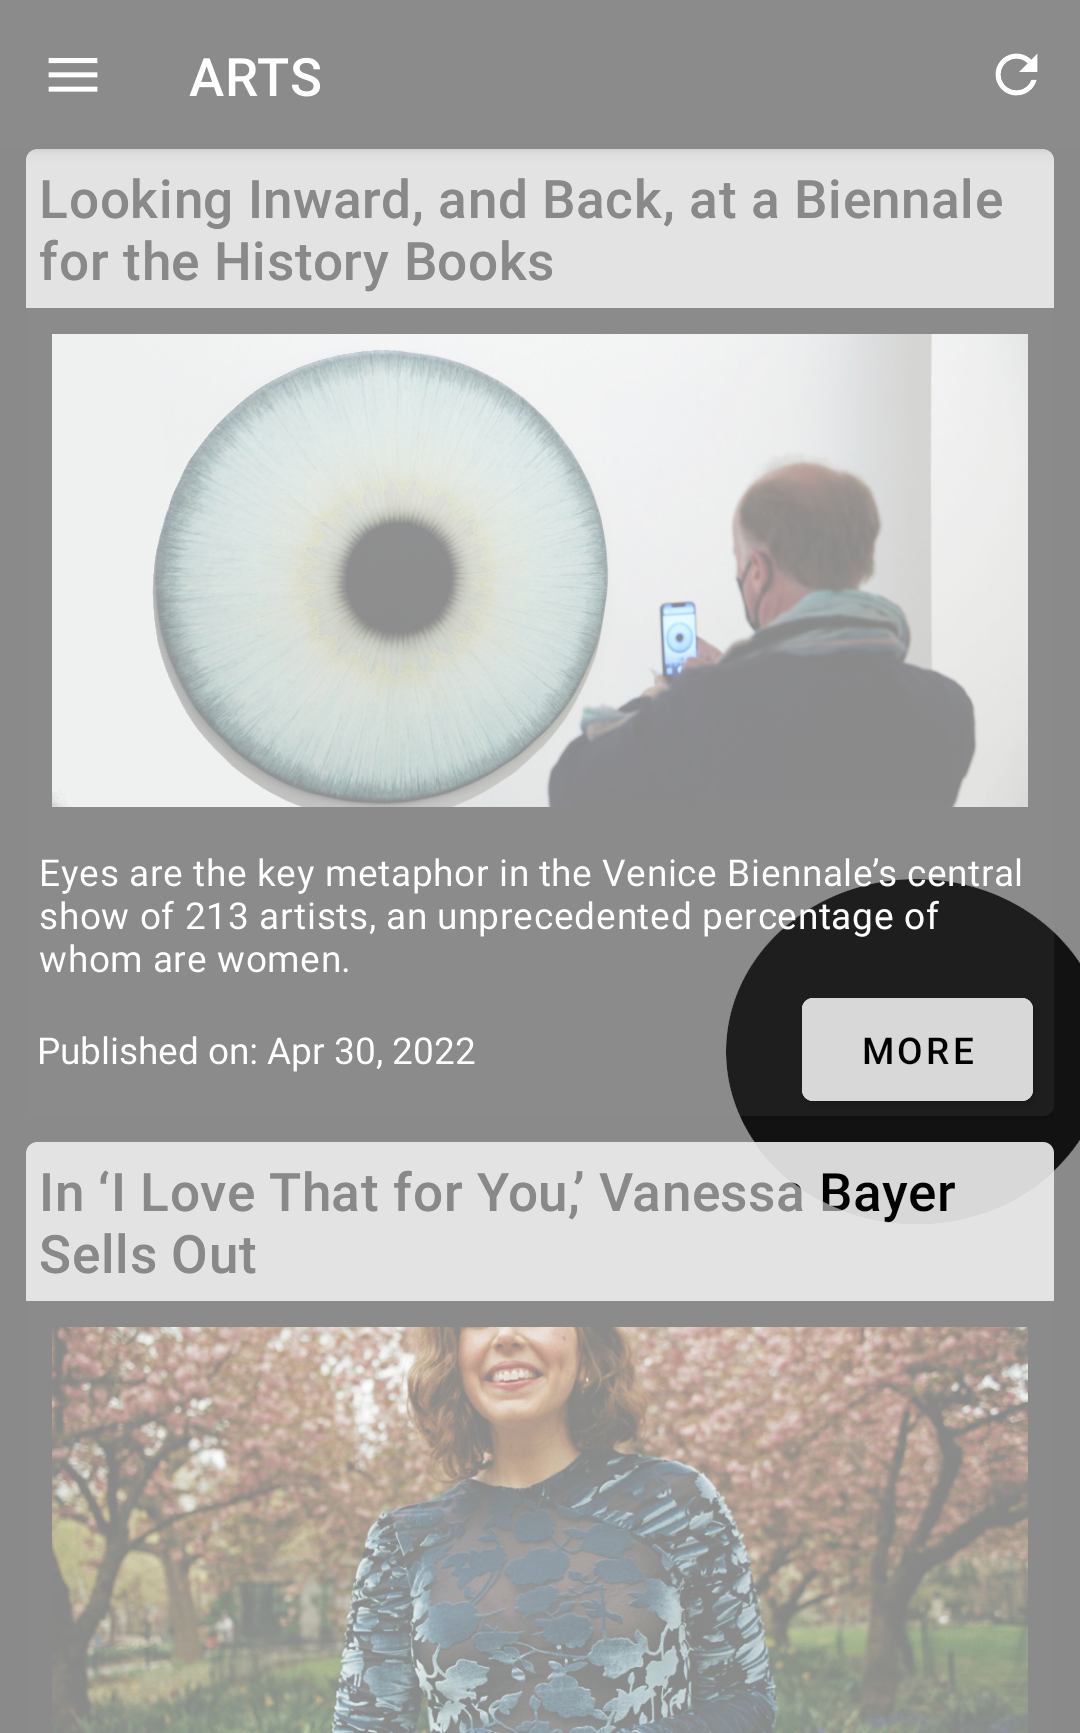 ARTS
Looking Inward, and Back, at a Biennale
for the History Books
Eyes are the key metaphor in the Venice Biennale’s central
show of 213 artists, an unprecedented percentage of
whom are women.
Published on: Apr 30, 2022
MORE
In ‘I Love That for You,’ Vanessa Bayer
Sells Out